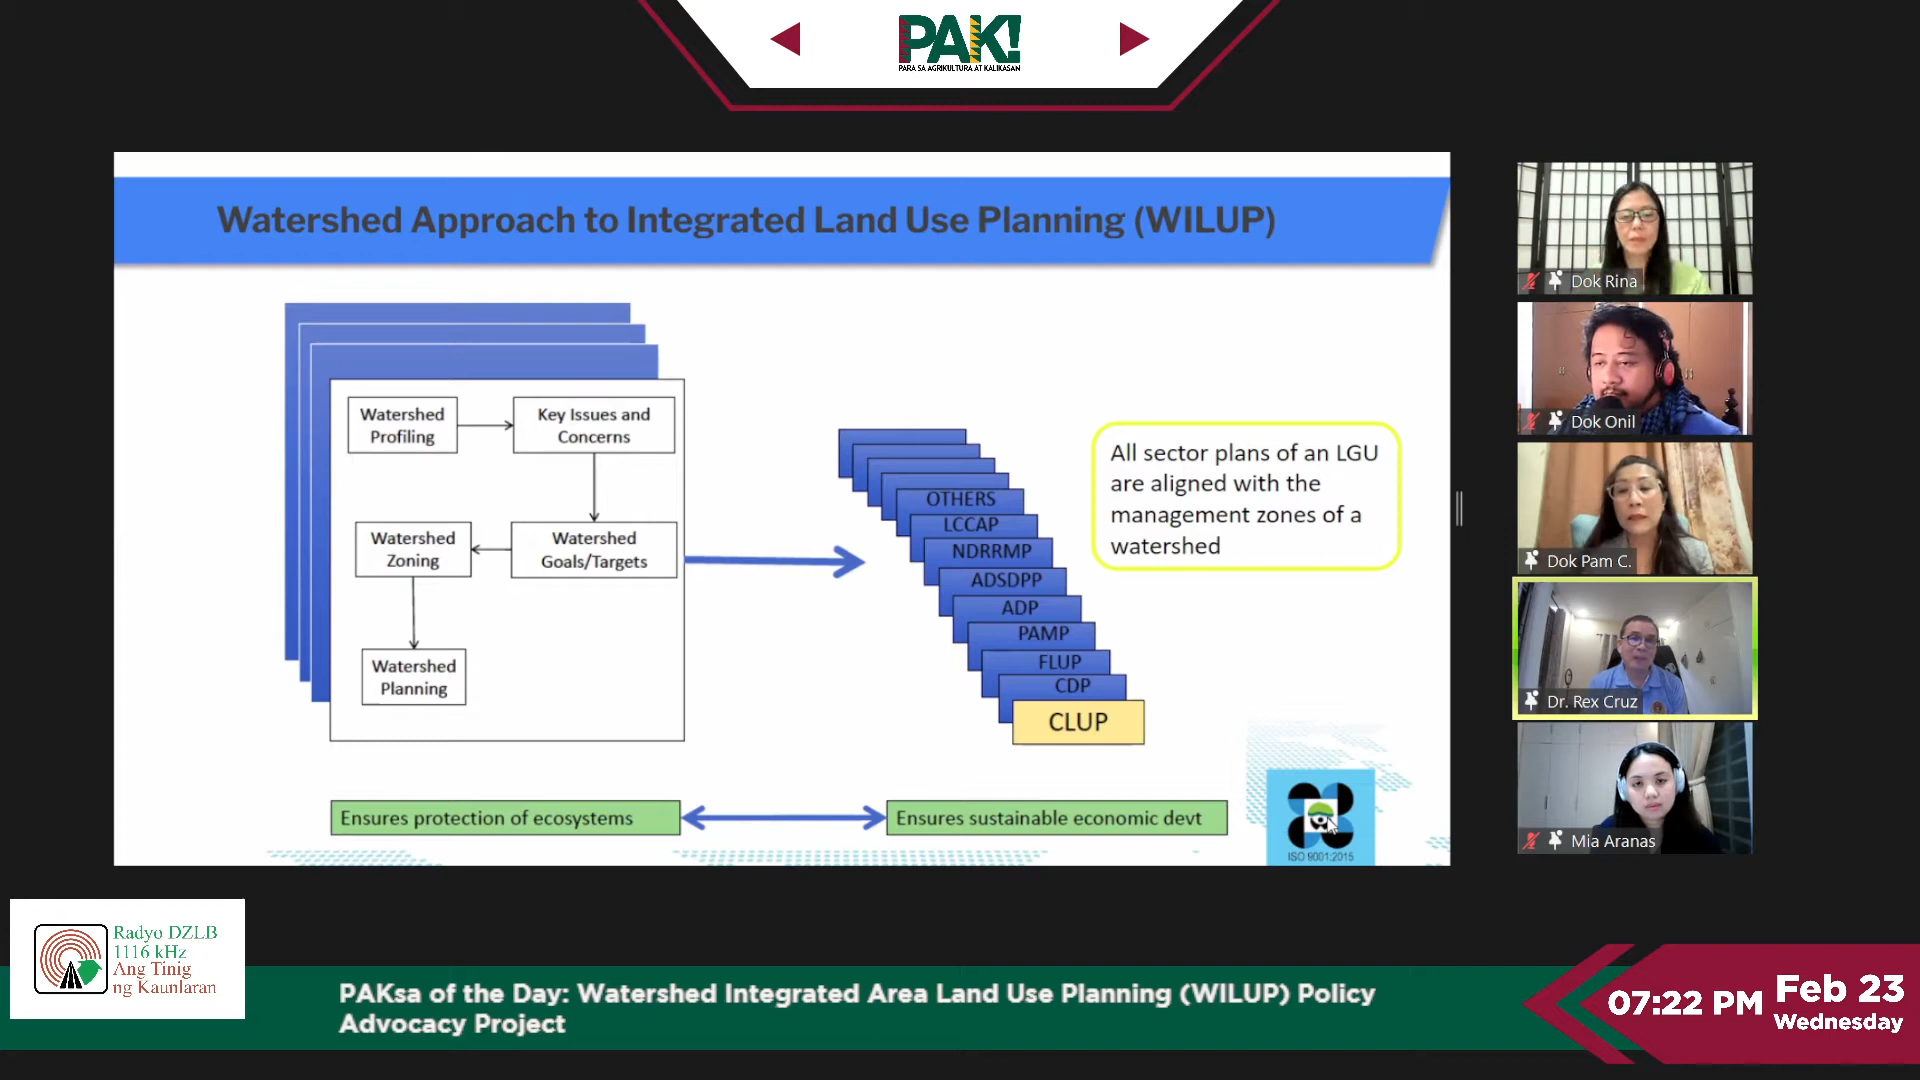 PAK!
PARA SA AGRIKULTURA AT KALIKASAN
Watershed Approach to Integrated Land Use Planning (WILUP)
Watershed
Profiling
Key Issues and
Concerns
Watershed
Zoning
Watershed
Goals/Targets
Watershed
Planning
OTHERS
LCCAP
NDRRMP
ADSDPP
ADP
PAMP
FLUP
CDP
CLUP
All sector plans of an LGU
are aligned with the
management zones of a
watershed
Ensures protection of ecosystems
Ensures sustainable economic devt
ISO 9001:2015
Dok Rina
Dok Onil
Dok Pam C.
Dr. Rex Cruz
Mia Aranas
Radyo DZLB
1116 kHz
Ang Tinig
ng Kaunlaran
PAKsa of the Day: Watershed Integrated Area Land Use Planning (WILUP) Policy
Advocacy Project
07:22 PM
Feb 23
Wednesday